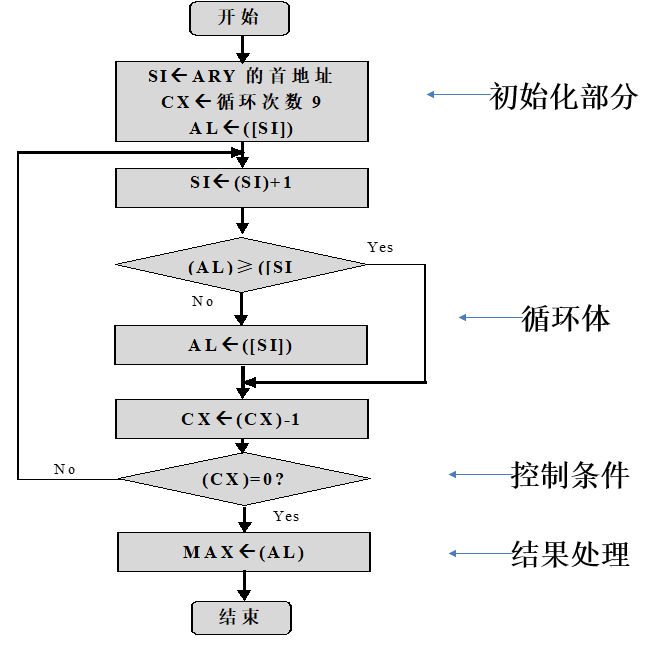 开始
SI←ARY 的首地址
CX←循环次数 9
AL←([SI])
初始化部分
SI←(SI)+1
Yes
(AL)≥([SI
No
循环体
AL←([SI])
CX←(CX)-1
No
(CX)=0?
控制条件
Yes
MAX←(AL)
结果处理
结束